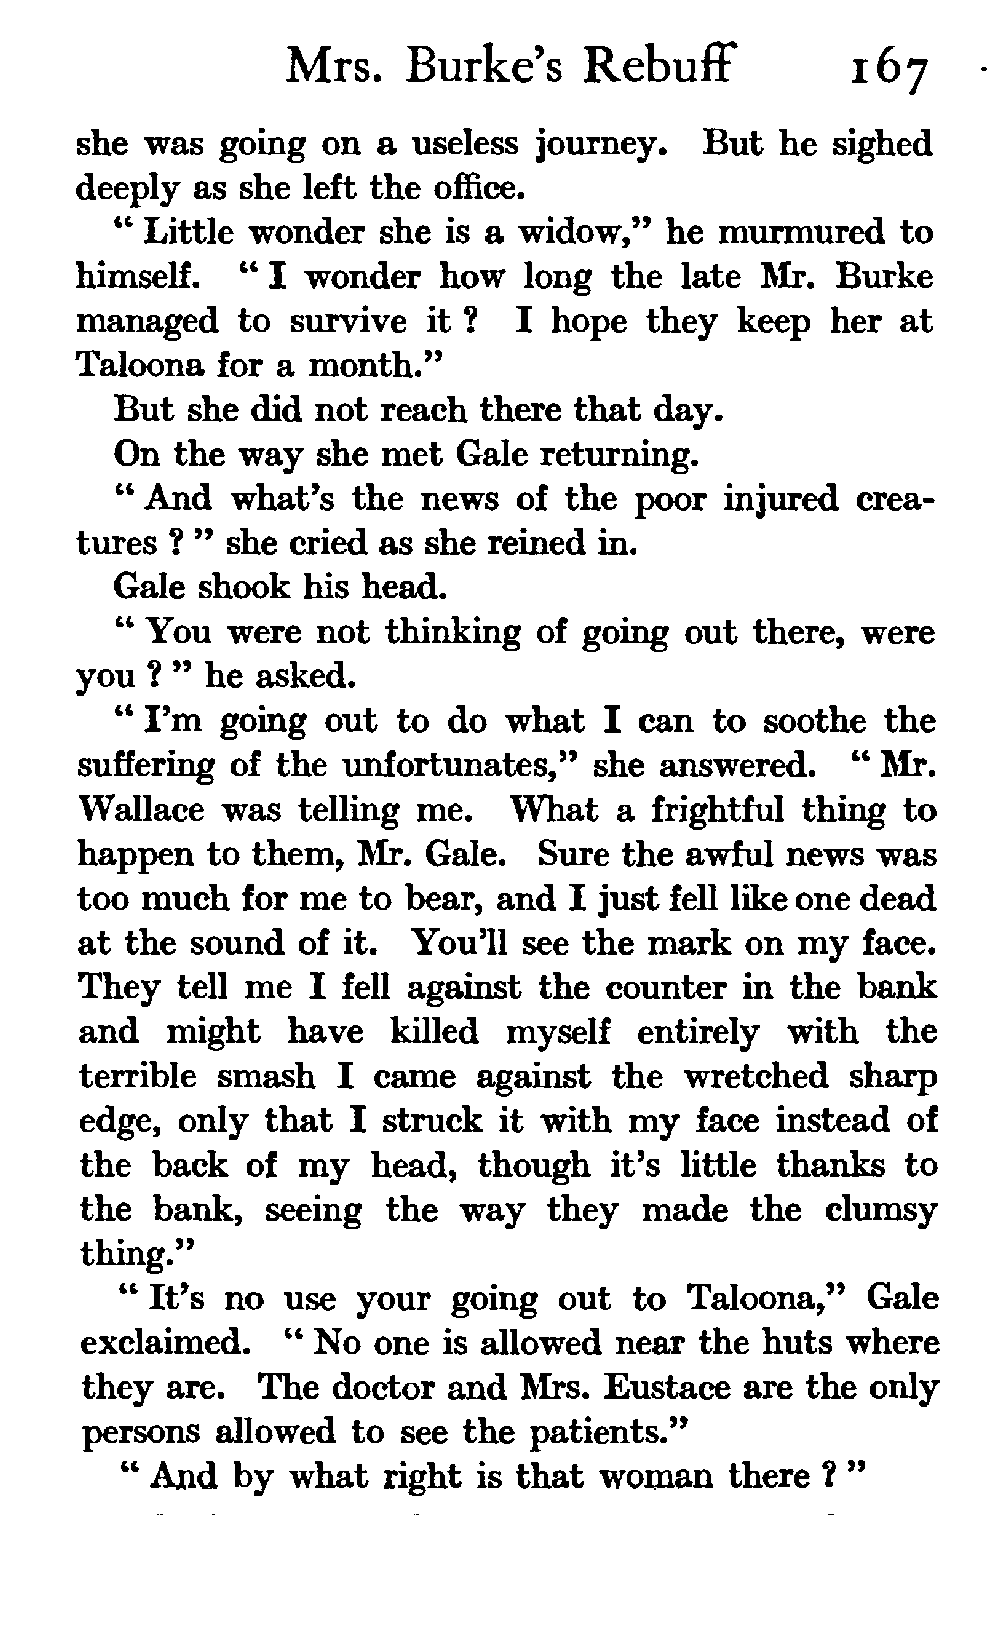 Mrs. Burke's Rebuff 167
she was going on a useless journey. But he sighed
deeply as she left the office.
“ Little wonder she is a widow,” he murmured to
himself. “ I wonder how long the late Mr. Burke
managed to survive it ? I hope they keep her at
Taloona for a month.”
But she did not reach there that day.
On the way she met Gale returning.
“ And what's the news of the poor injured crea-
tures ? ” she cried as she reined in.
Gale shook his head.
“ You were not thinking of going out there, were
you ? ” he asked.
“ I'm going out to do what I can to soothe the
suffering of the unfortunates,” she answered. “ Mr.
Wallace was telling me. What a frightful thing to
happen to them, Mr. Gale. Sure the awful news was
too much for me to bear, and I just fell like one dead
at the sound of it. You'll see the mark on my face.
They tell me I fell against the counter in the bank
and might have killed myself entirely with the
terrible smash I came against the wretched sharp
edge, only that I struck it with my face instead of
the back of my head, though it's little thanks to
the bank, seeing the way they made the clumsy
thing.”
“ It's no use your going out to Taloona,” Gale
exclaimed. “ No one is allowed near the huts where
they are. The doctor and Mrs. Eustace are the only
persons allowed to see the patients.”
“ And by what right is that woman there ? ”